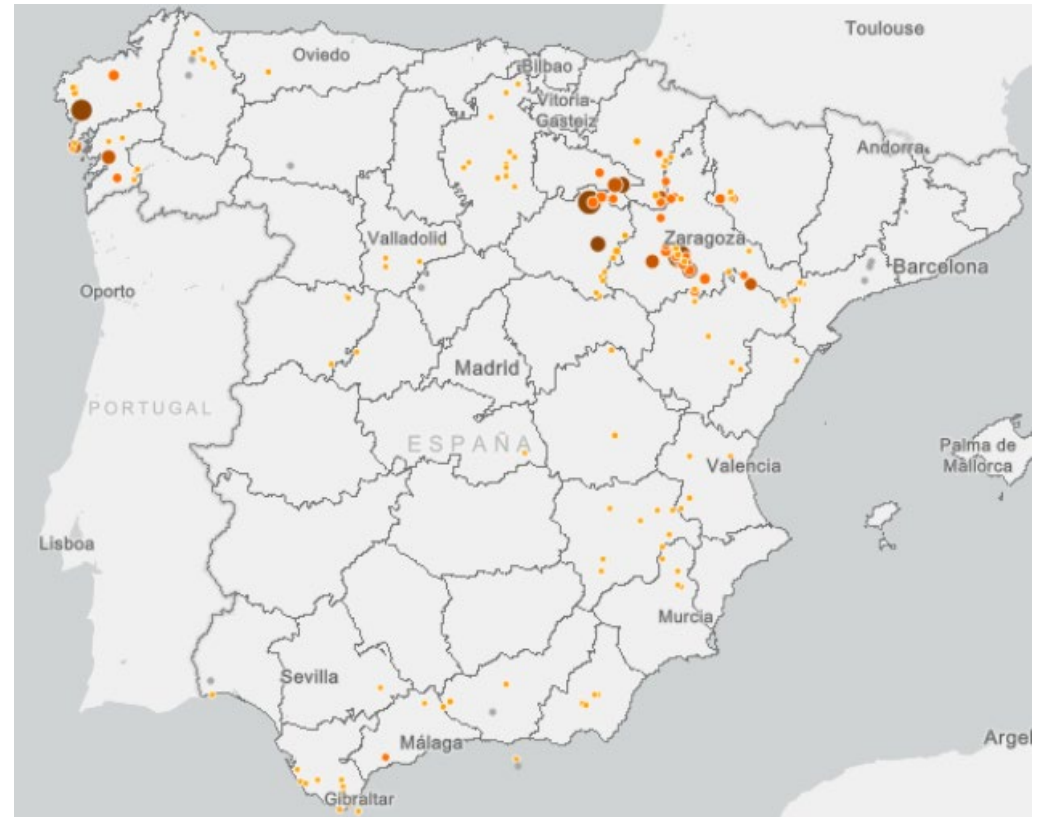 Toulouse
Oviedo
Bilbao
Vitoria-
Gasteiz
Andorra
Valladolid
Zaragoza
Barcelona
Oporto
Madrid
PORTUGAL
ESPAÑA
Palma de
Mallorca
Valencia
Lisboa
Murcia
Sevilla
Málaga
Argel
Gibraltar